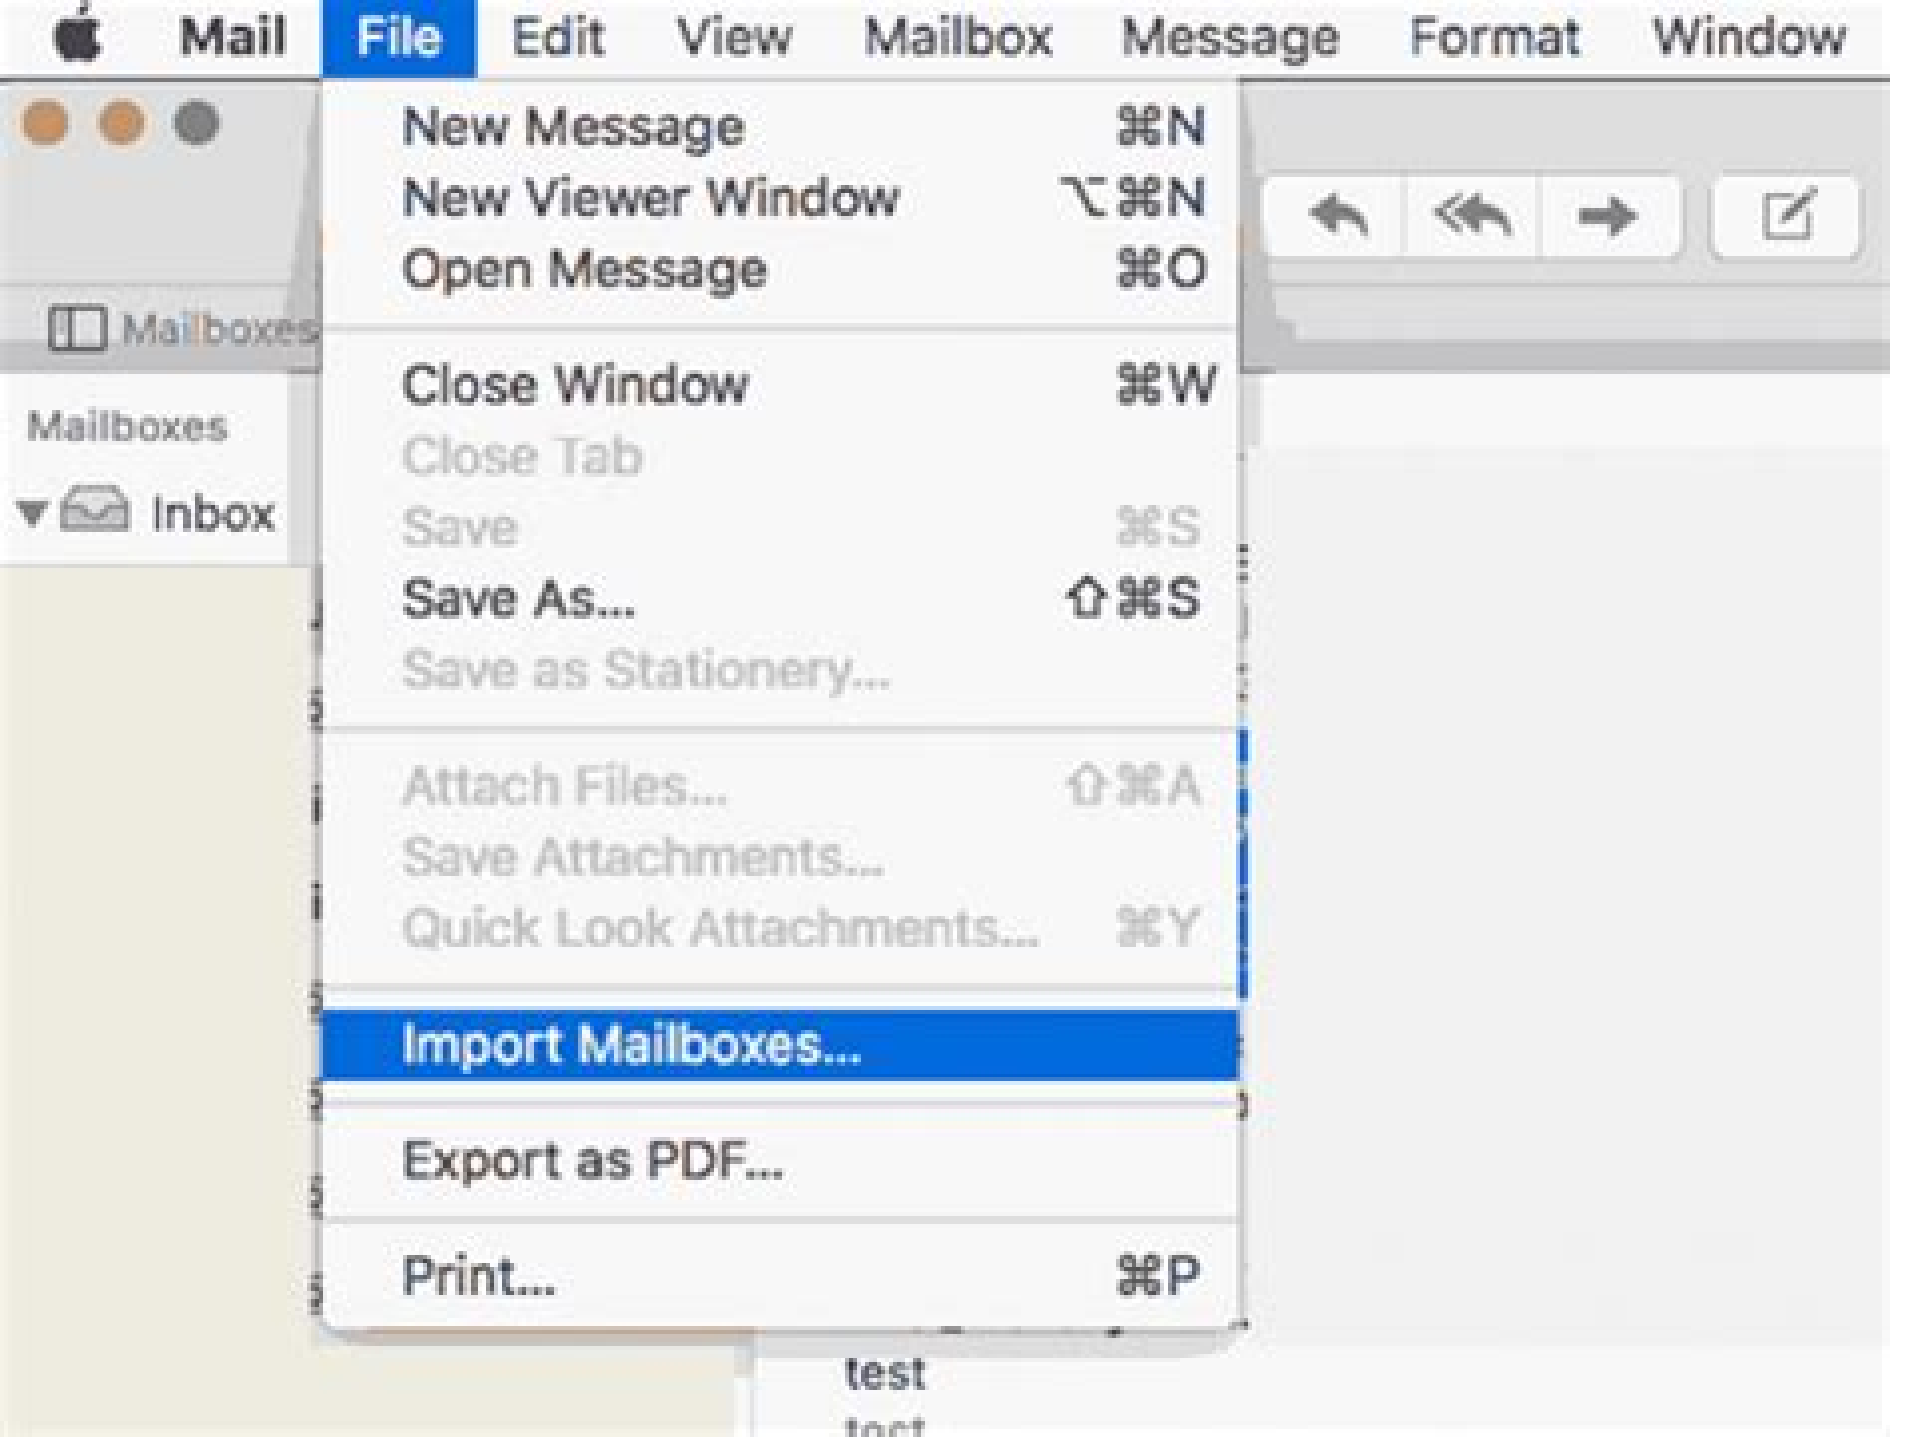 Mail File Edit View Mailbox Message Format Window
New Message ⌘N
New Viewer Window ⌥⌘N
Open Message ⌘O
Mailboxes
Close Window ⌘W
Mailboxes
Close Tab
Inbox
Save ⌘S
Save As... ⇧⌘S
Save as Stationery...
Attach Files... ⇧⌘A
Save Attachments...
Quick Look Attachments... ⌘Y
Import Mailboxes...
Export as PDF...
Print... ⌘P
test